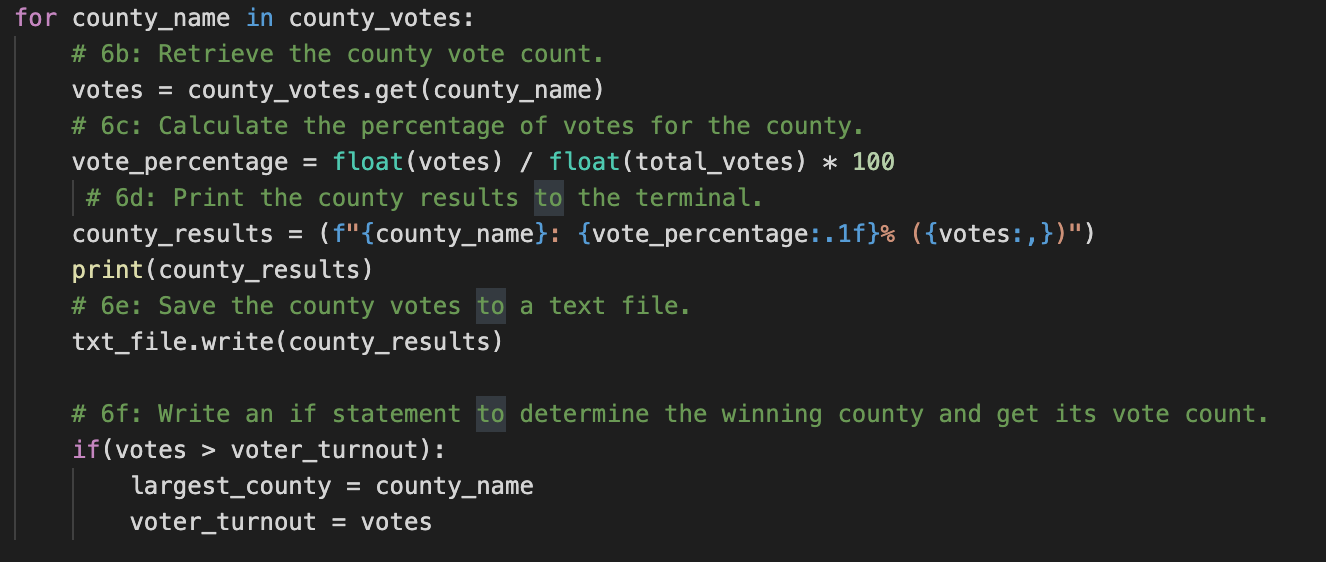 for county_name in county_votes:
    # 6b: Retrieve the county vote count.
    votes = county_votes.get(county_name)
    # 6c: Calculate the percentage of votes for the county.
    vote_percentage = float(votes) / float(total_votes) * 100
     # 6d: Print the county results to the terminal.
    county_results = (f"{county_name}: {vote_percentage:.1f}% ({votes:,})")
    print(county_results)
    # 6e: Save the county votes to a text file.
    txt_file.write(county_results)
    # 6f: Write an if statement to determine the winning county and get its vote count.
    if(votes > voter_turnout):
        largest_county = county_name
        voter_turnout = votes